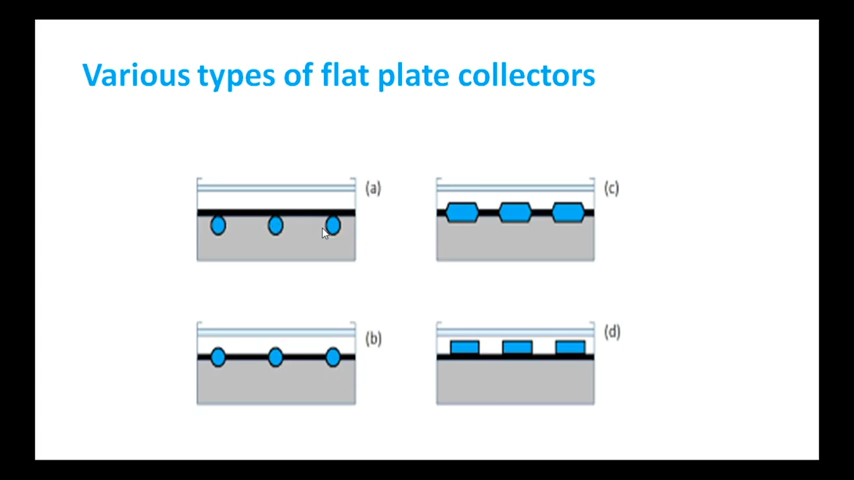 Various types of flat plate collectors
(a)
(c)
(b)
(d)